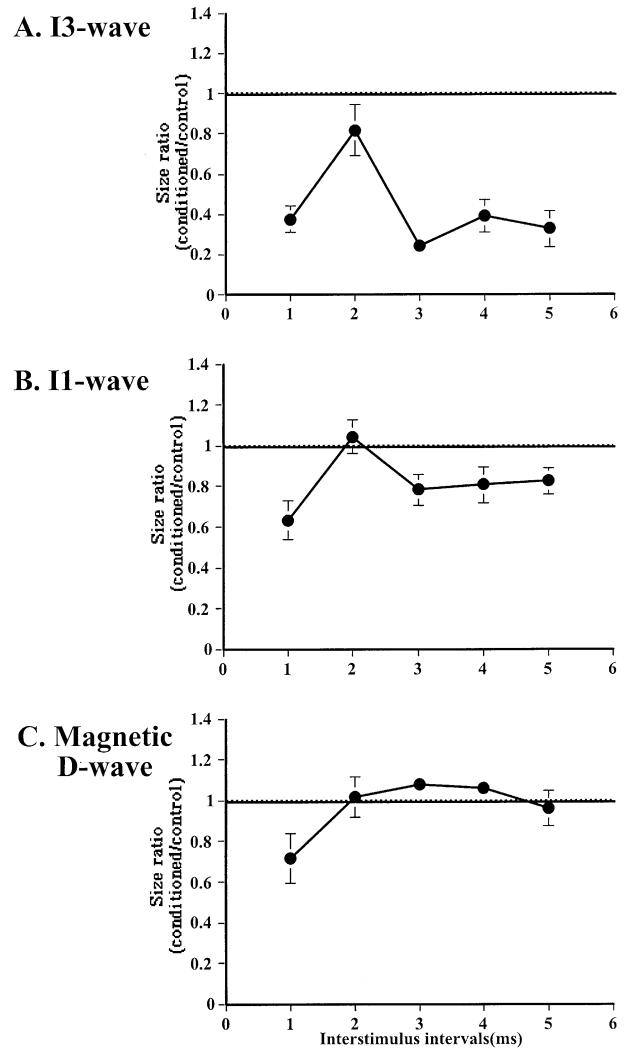 A. I3-wave
Size ratio
(conditioned/control)
1.4
1.2
1
0.8
0.6
0.4
0.2
0
0 1 2 3 4 5 6
B. I1-wave
Size ratio
(conditioned/control)
1.4
1.2
1
0.8
0.6
0.4
0.2
0
0 1 2 3 4 5 6
C. Magnetic
D-wave
Size ratio
(conditioned/control)
1.4
1.2
1
0.8
0.6
0.4
0.2
0
0 1 2 3 4 5 6
Interstimulus intervals(ms)